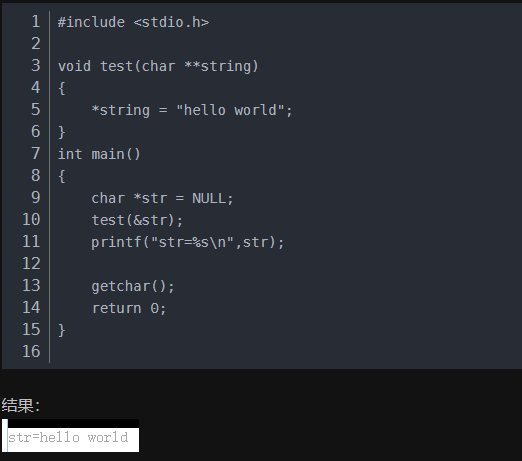 1 #include <stdio.h>
2
3 void test(char **string)
4 {
5     *string = "hello world";
6 }
7 int main()
8 {
9     char *str = NULL;
10     test(&str);
11     printf("str=%s\n",str);
12
13     getchar();
14     return 0;
15 }
16
结果：
str=hello world